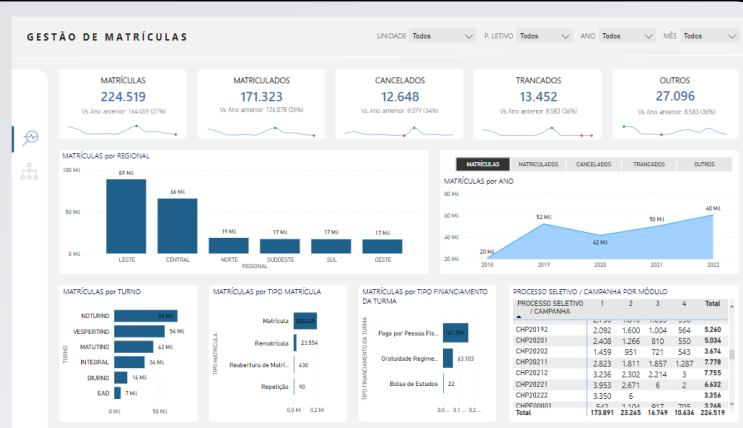 GESTÃO DE MATRÍCULAS
UNIDADE Todos P. LETIVO Todos ANO Todos MÊS Todos
MATRÍCULAS MATRICULADOS CANCELADOS TRANCADOS OUTROS
224.519 171.323 12.648 13.452 27.096
Vs Ano anterior: 164.059 (27%) Vs Ano anterior: 126.078 (26%) Vs Ano anterior: 8.379 (34%) Vs Ano anterior: 8.583 (36%) Vs Ano anterior: 8.583 (36%)
MATRÍCULAS por REGIONAL
100 Mil
50 Mil
0 Mil
89 Mil 66 Mil 19 Mil 17 Mil 17 Mil 17 Mil
LESTE CENTRAL NORTE SUDOESTE SUL OESTE
REGIONAL
MATRÍCULAS MATRICULADOS CANCELADOS TRANCADOS OUTROS
MATRÍCULAS por ANO
80 Mil
60 Mil
40 Mil
20 Mil
20 Mil 52 Mil 42 Mil 50 Mil 60 Mil
2018 2019 2020 2021 2022
MATRÍCULAS por TURNO
TURNO
NOTURNO 70 Mil
VESPERTINO 56 Mil
MATUTINO 43 Mil
INTEGRAL 34 Mil
DIURNO 14 Mil
EAD 7 Mil
0 Mil 50 Mil
MATRÍCULAS por TIPO MATRÍCULA
TIPO MATRÍCULA
Matrícula
Rematrícula 23.554
Reabertura de Matrí... 630
Repetição 90
0,0 Mi 0,2 Mi
MATRÍCULAS por TIPO FINANCIAMENTO
DA TURMA
TIPO FINANCIAMENTO DA TURMA
Pago por Pessoa Fís...
Gratuidade Regime... 63.103
Bolsa de Estudos 22
0,0 ... 0,1 ... 0,2...
PROCESSO SELETIVO / CAMPANHA POR MÓDULO
PROCESSO SELETIVO 1 2 3 4 Total
/ CAMPANHA
CHP20192 2.092 1.600 1.004 564 5.260
CHP20201 2.408 1.266 810 550 5.034
CHP20202 1.459 951 721 543 3.674
CHP20211 2.823 1.811 1.857 1.287 7.778
CHP20212 3.236 2.302 2.214 3 7.755
CHP20221 3.953 2.671 6 2 6.632
CHP20222 3.350 6 3.356
CHPF00001 542 1.104 917 705 3.268
Total 173.891 23.245 16.749 10.634 224.519